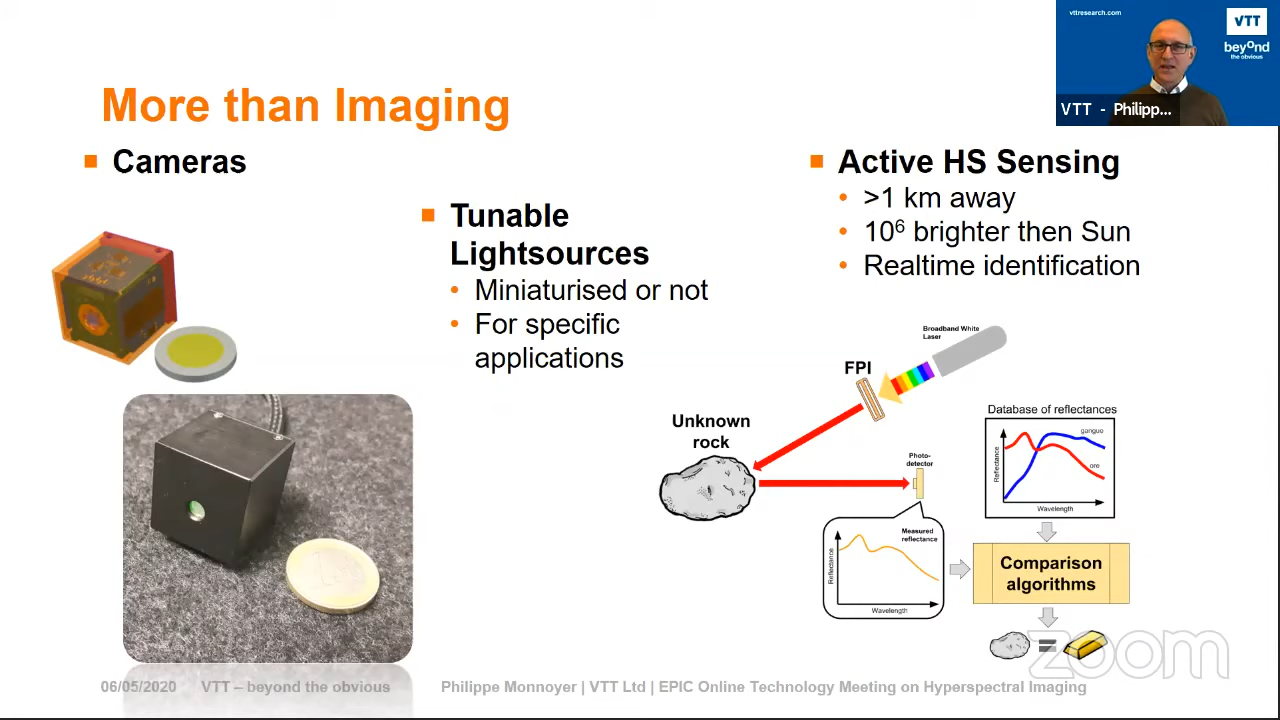 vttresearch.com
VTT
beyond
the obvious
VTT - Philipp...
More than Imaging
Cameras
Tunable
Lightsources
Miniaturised or not
For specific
applications
Active HS Sensing
>1 km away
10⁶ brighter then Sun
Realtime identification
Broadband White
Laser
FPI
Unknown
rock
Photo-
detector
Measured
reflectance
Reflectance
Wavelength
Database of reflectances
gangue
ore
Reflectance
Wavelength
Comparison
algorithms
=
zoom
06/05/2020 VTT – beyond the obvious Philippe Monnoyer | VTT Ltd | EPIC Online Technology Meeting on Hyperspectral Imaging